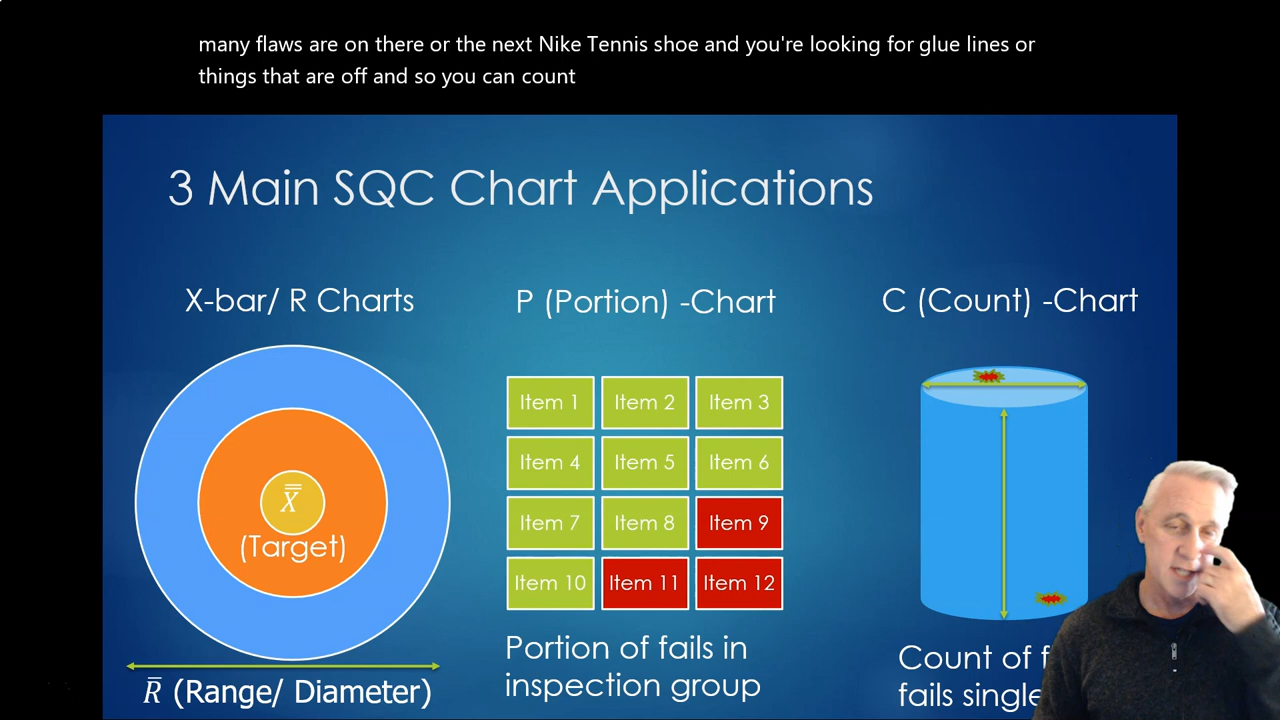 many flaws are on there or the next Nike Tennis shoe and you're looking for glue lines or
things that are off and so you can count
3 Main SQC Chart Applications
X-bar/ R Charts
P (Portion) -Chart
C (Count) -Chart
X̿
(Target)
R̅ (Range/ Diameter)
Item 1
Item 2
Item 3
Item 4
Item 5
Item 6
Item 7
Item 8
Item 9
Item 10
Item 11
Item 12
Portion of fails in
inspection group
Count of
fails single